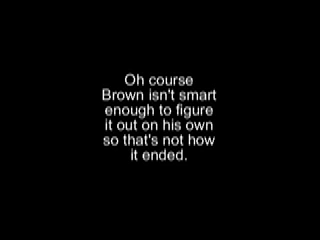 Oh course
Brown isn't smart
enough to figure
it out on his own
so that's not how
it ended.